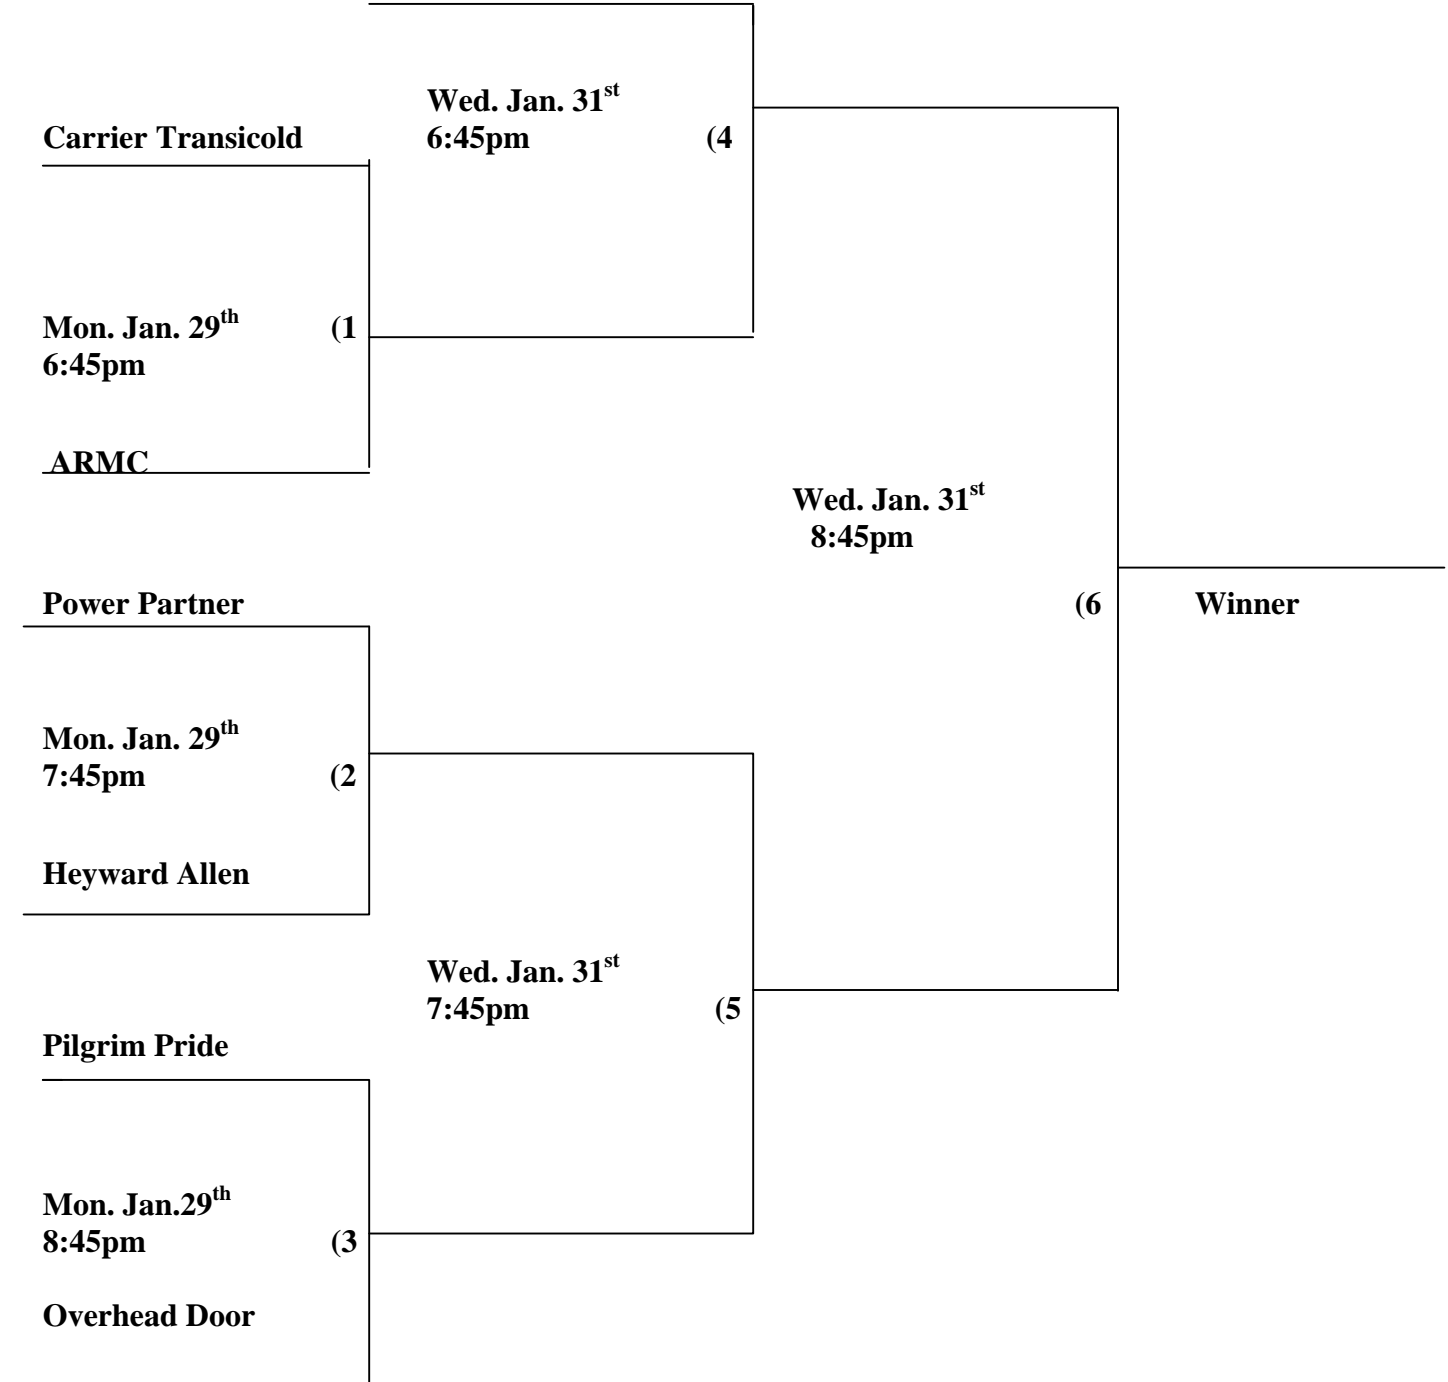 Wed. Jan. 31st
6:45pm (4
Carrier Transicold
Mon. Jan. 29th (1
6:45pm
ARMC
Wed. Jan. 31st
8:45pm
(6 Winner
Power Partner
Mon. Jan. 29th
7:45pm (2
Heyward Allen
Wed. Jan. 31st
7:45pm (5
Pilgrim Pride
Mon. Jan.29th
8:45pm (3
Overhead Door